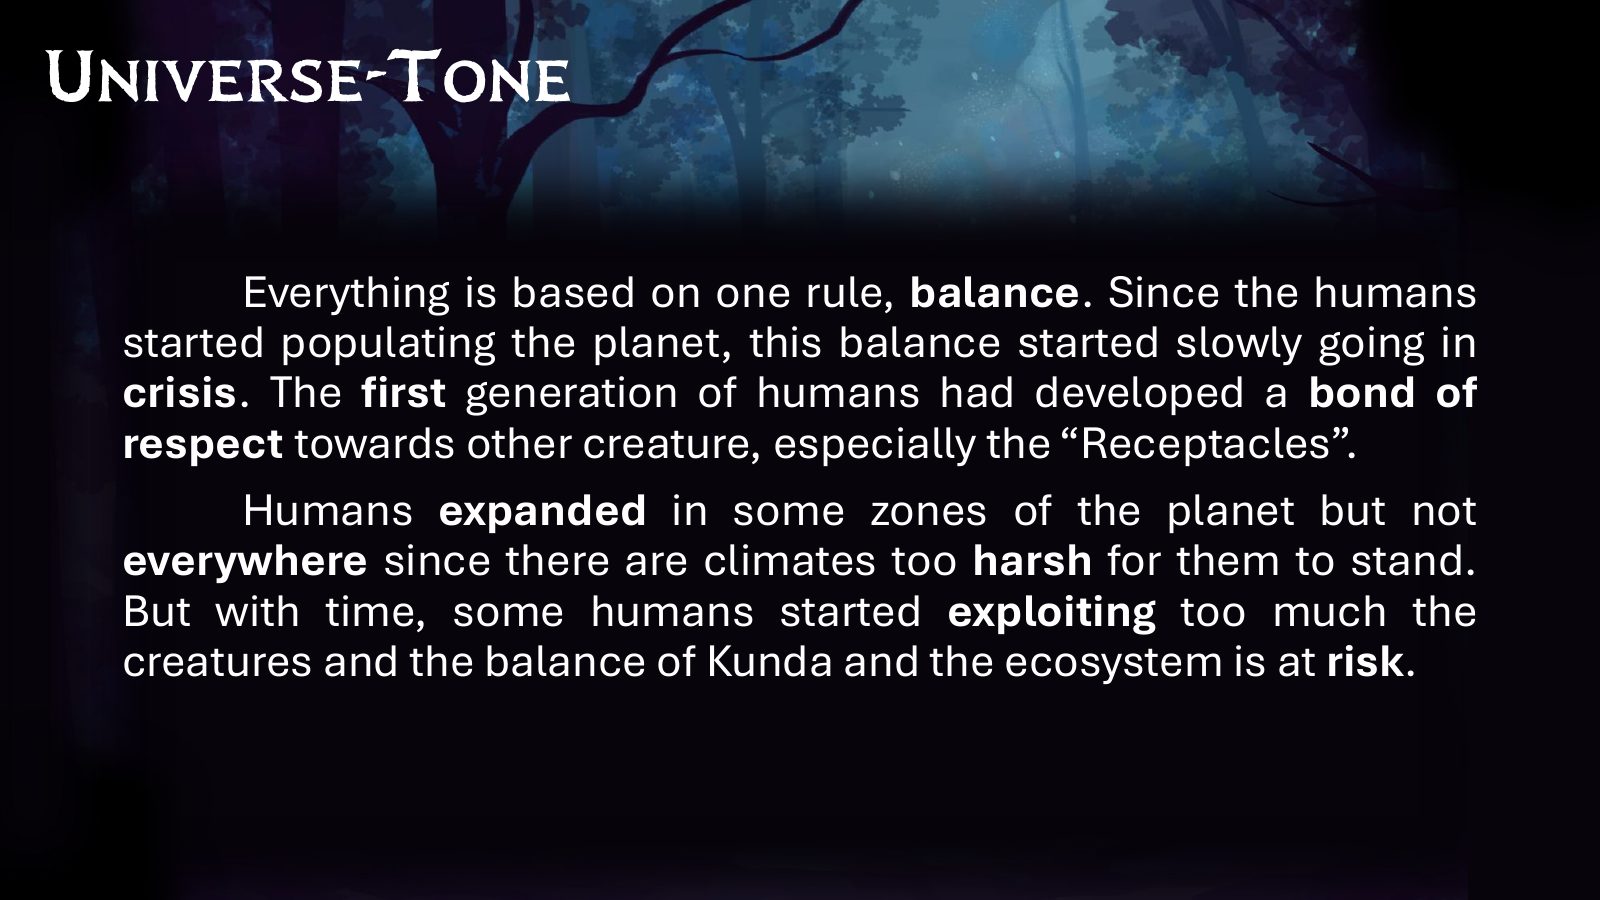 Universe-Tone
Everything is based on one rule, balance. Since the humans
started populating the planet, this balance started slowly going in
crisis. The first generation of humans had developed a bond of
respect towards other creature, especially the “Receptacles”.
Humans expanded in some zones of the planet but not
everywhere since there are climates too harsh for them to stand.
But with time, some humans started exploiting too much the
creatures and the balance of Kunda and the ecosystem is at risk.